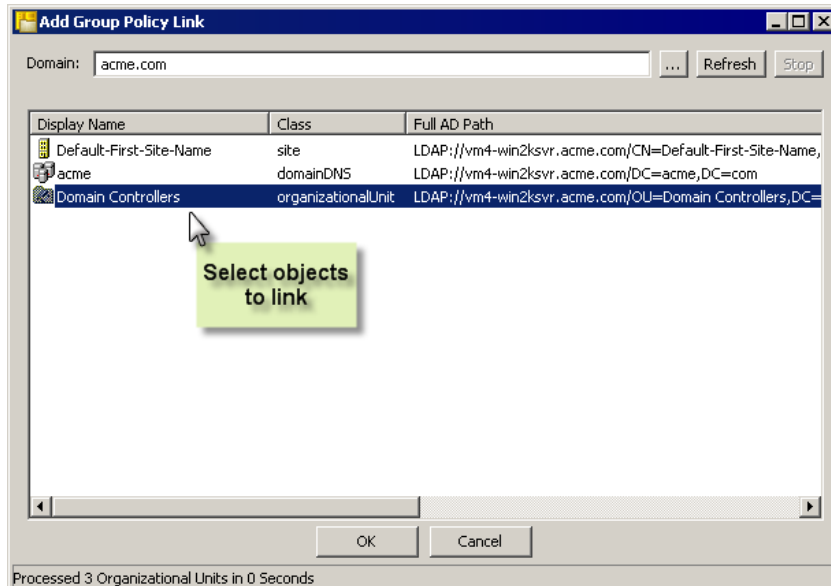 Add Group Policy Link
Domain: acme.com ... Refresh Stop
Display Name Class Full AD Path
Default-First-Site-Name site LDAP://vm4-win2ksvr.acme.com/CN=Default-First-Site-Name,
acme domainDNS LDAP://vm4-win2ksvr.acme.com/DC=acme,DC=com
Domain Controllers organizationalUnit LDAP://vm4-win2ksvr.acme.com/OU=Domain Controllers,DC=
Select objects
to link
OK Cancel
Processed 3 Organizational Units in 0 Seconds